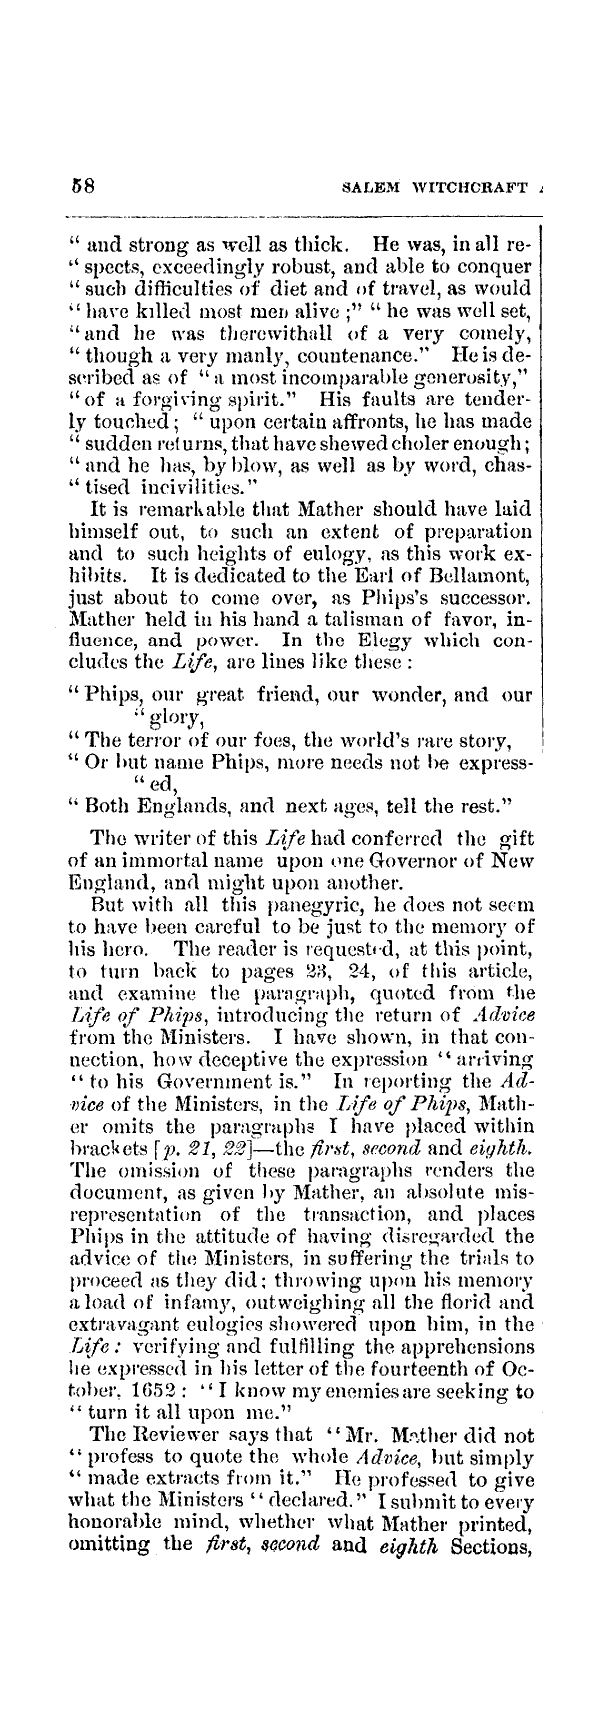 58 SALEM WITCHCRAFT
“ and strong as well as thick. He was, in all re-
“ spects, exceedingly robust, and able to conquer
“ such difficulties of diet and of travel, as would
“ have killed most men alive ;” “ he was well set,
“ and he was therewithall of a very comely,
“ though a very manly, countenance.” He is de-
scribed as of “ a most incomparable generosity,”
“ of a forgiving spirit.” His faults are tender-
ly touched ; “ upon certain affronts, he has made
“ sudden returns, that have shewed choler enough ;
“ and he has, by blow, as well as by word, chas-
“ tised incivilities.”
It is remarkable that Mather should have laid
himself out, to such an extent of preparation
and to such heights of eulogy, as this work ex-
hibits. It is dedicated to the Earl of Bellamont,
just about to come over, as Phips's successor.
Mather held in his hand a talisman of favor, in-
fluence, and power. In the Elegy which con-
cludes the Life, are lines like these :
“ Phips, our great friend, our wonder, and our
“ glory,
“ The terror of our foes, the world's rare story,
“ Or but name Phips, more needs not be express-
“ ed,
“ Both Englands, and next ages, tell the rest.”
The writer of this Life had conferred the gift
of an immortal name upon one Governor of New
England, and might upon another.
But with all this panegyric, he does not seem
to have been careful to be just to the memory of
his hero. The reader is requested, at this point,
to turn back to pages 23, 24, of this article,
and examine the paragraph, quoted from the
Life of Phips, introducing the return of Advice
from the Ministers. I have shown, in that con-
nection, how deceptive the expression “ arriving
“ to his Government is.” In reporting the Ad-
vice of the Ministers, in the Life of Phips, Math-
er omits the paragraphs I have placed within
brackets [p. 21, 22]—the first, second and eighth.
The omission of these paragraphs renders the
document, as given by Mather, an absolute mis-
representation of the transaction, and places
Phips in the attitude of having disregarded the
advice of the Ministers, in suffering the trials to
proceed as they did; throwing upon his memory
a load of infamy, outweighing all the florid and
extravagant eulogies showered upon him, in the
Life : verifying and fulfilling the apprehensions
he expressed in his letter of the fourteenth of Oc-
tober, 1652 : “ I know my enemies are seeking to
“ turn it all upon me.”
The Reviewer says that “ Mr. Mather did not
“ profess to quote the whole Advice, but simply
“ made extracts from it.” He professed to give
what the Ministers “ declared.” I submit to every
honorable mind, whether what Mather printed,
omitting the first, second and eighth Sections,